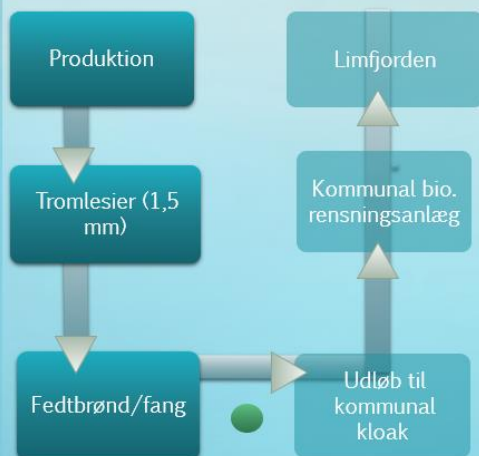 Produktion
Tromlesier (1,5
mm)
Fedtbrønd/fang
Udløb til
kommunal
kloak
Kommunal bio.
rensningsanlæg
Limfjorden